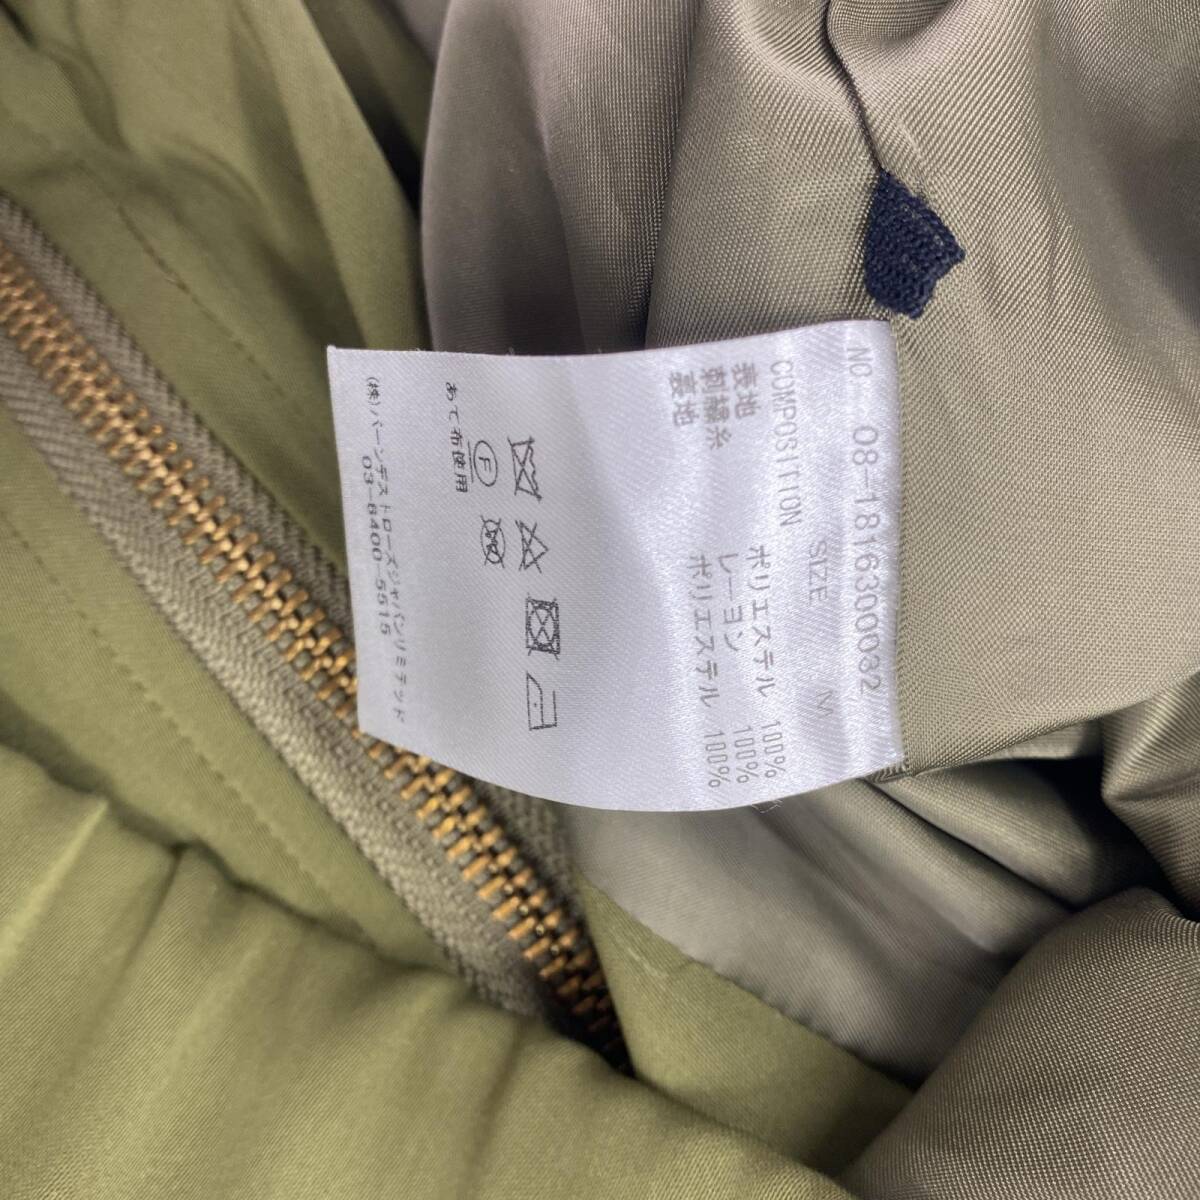 NO. 08-1816300032
SIZE M
COMPOSITION
表地 ポリエステル 100%
刺繍糸 レーヨン 100%
裏地 ポリエステル 100%
F
あて布使用
(株)バーンデストローズジャパンリミテッド
03-6400-5515